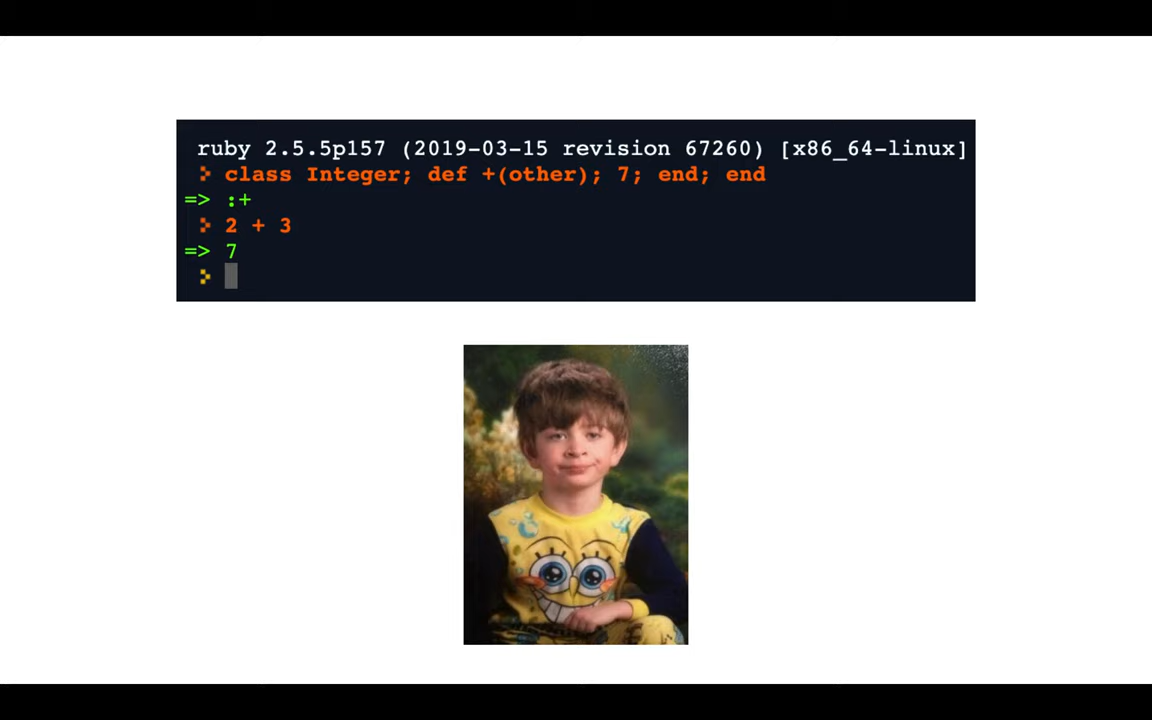 ruby 2.5.5p157 (2019-03-15 revision 67260) [x86_64-linux]
> class Integer; def +(other); 7; end; end
=> :+
> 2 + 3
=> 7
>